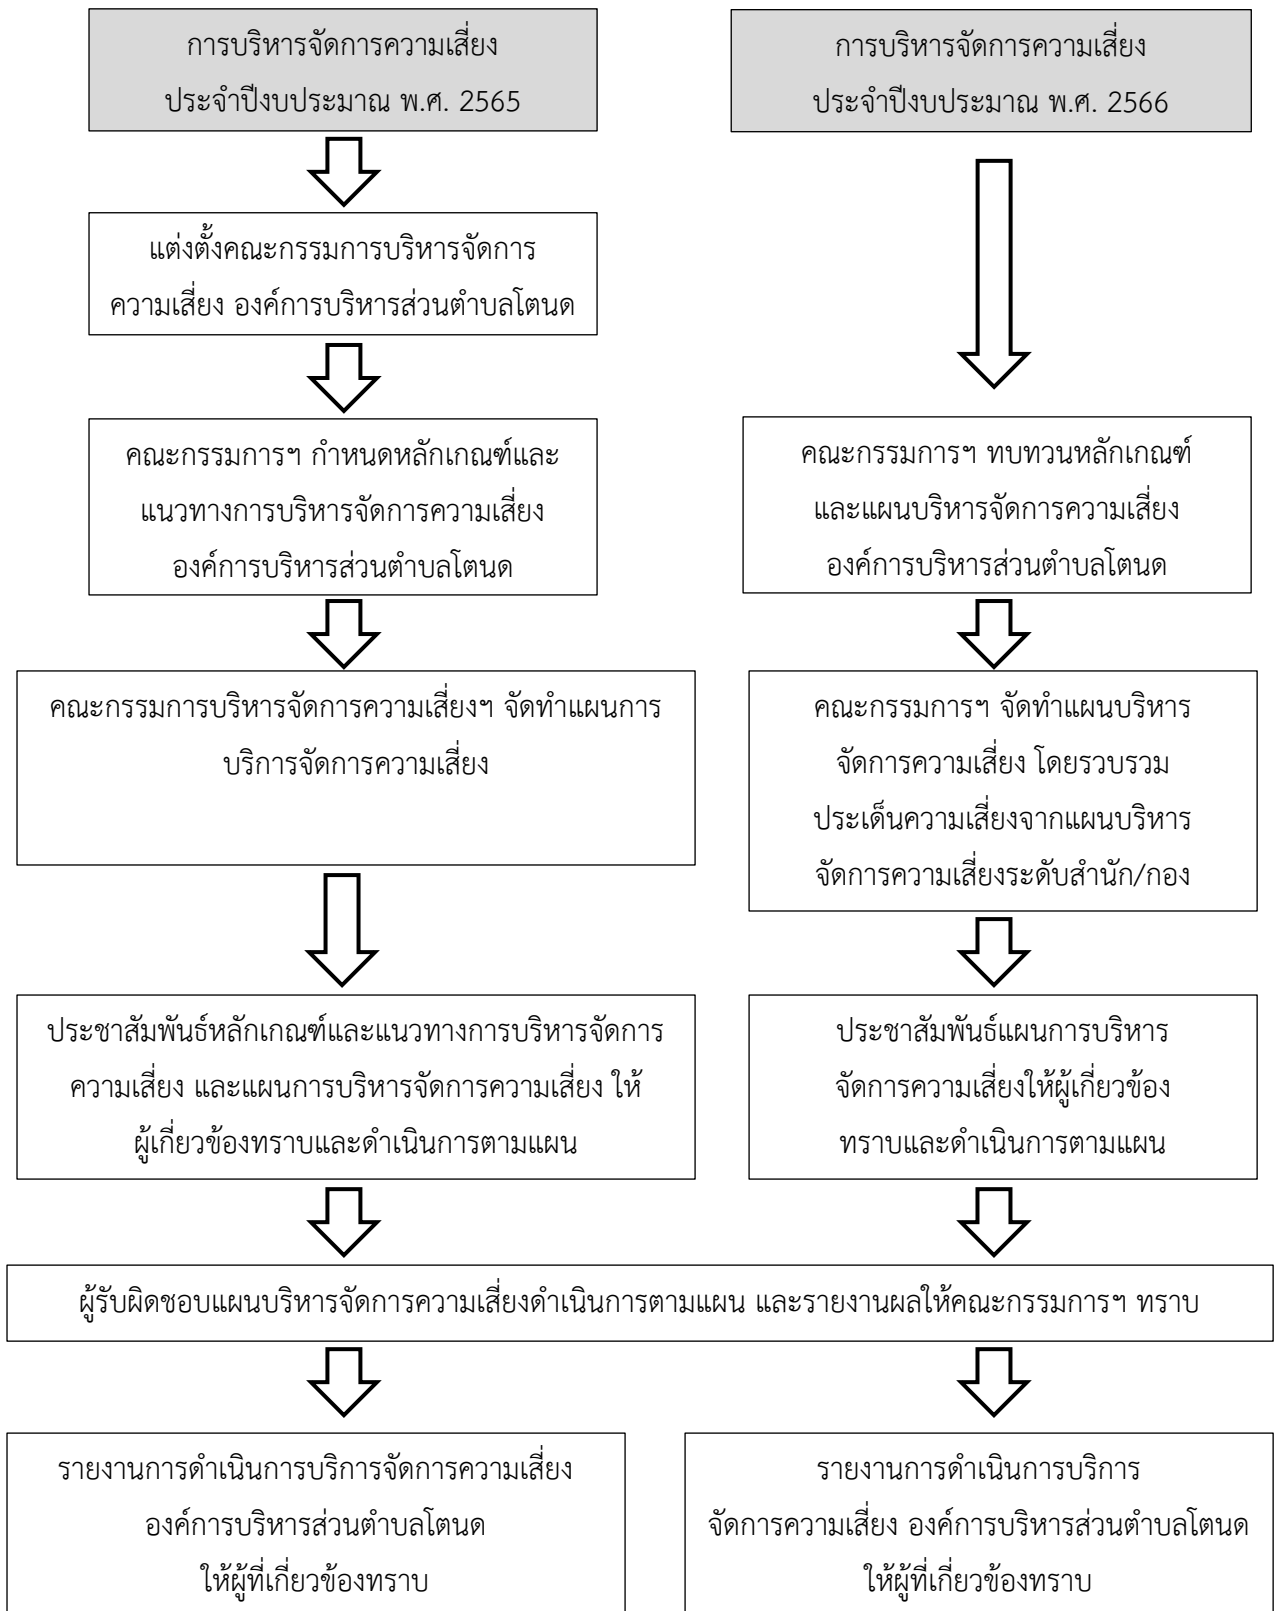 การบริหารจัดการความเสี่ยง
ประจำปีงบประมาณ พ.ศ. 2565
แต่งตั้งคณะกรรมการบริหารจัดการ
ความเสี่ยง องค์การบริหารส่วนตำบลโตนด
คณะกรรมการฯ กำหนดหลักเกณฑ์และ
แนวทางการบริหารจัดการความเสี่ยง
องค์การบริหารส่วนตำบลโตนด
คณะกรรมการบริหารจัดการความเสี่ยงฯ จัดทำแผนการ
บริการจัดการความเสี่ยง
ประชาสัมพันธ์หลักเกณฑ์และแนวทางการบริหารจัดการ
ความเสี่ยง และแผนการบริหารจัดการความเสี่ยง ให้
ผู้เกี่ยวข้องทราบและดำเนินการตามแผน
การบริหารจัดการความเสี่ยง
ประจำปีงบประมาณ พ.ศ. 2566
คณะกรรมการฯ ทบทวนหลักเกณฑ์
และแผนบริหารจัดการความเสี่ยง
องค์การบริหารส่วนตำบลโตนด
คณะกรรมการฯ จัดทำแผนบริหาร
จัดการความเสี่ยง โดยรวบรวม
ประเด็นความเสี่ยงจากแผนบริหาร
จัดการความเสี่ยงระดับสำนัก/กอง
ประชาสัมพันธ์แผนการบริหาร
จัดการความเสี่ยงให้ผู้เกี่ยวข้อง
ทราบและดำเนินการตามแผน
ผู้รับผิดชอบแผนบริหารจัดการความเสี่ยงดำเนินการตามแผน และรายงานผลให้คณะกรรมการฯ ทราบ
รายงานการดำเนินการบริการจัดการความเสี่ยง
องค์การบริหารส่วนตำบลโตนด
ให้ผู้ที่เกี่ยวข้องทราบ
รายงานการดำเนินการบริการ
จัดการความเสี่ยง องค์การบริหารส่วนตำบลโตนด
ให้ผู้ที่เกี่ยวข้องทราบ